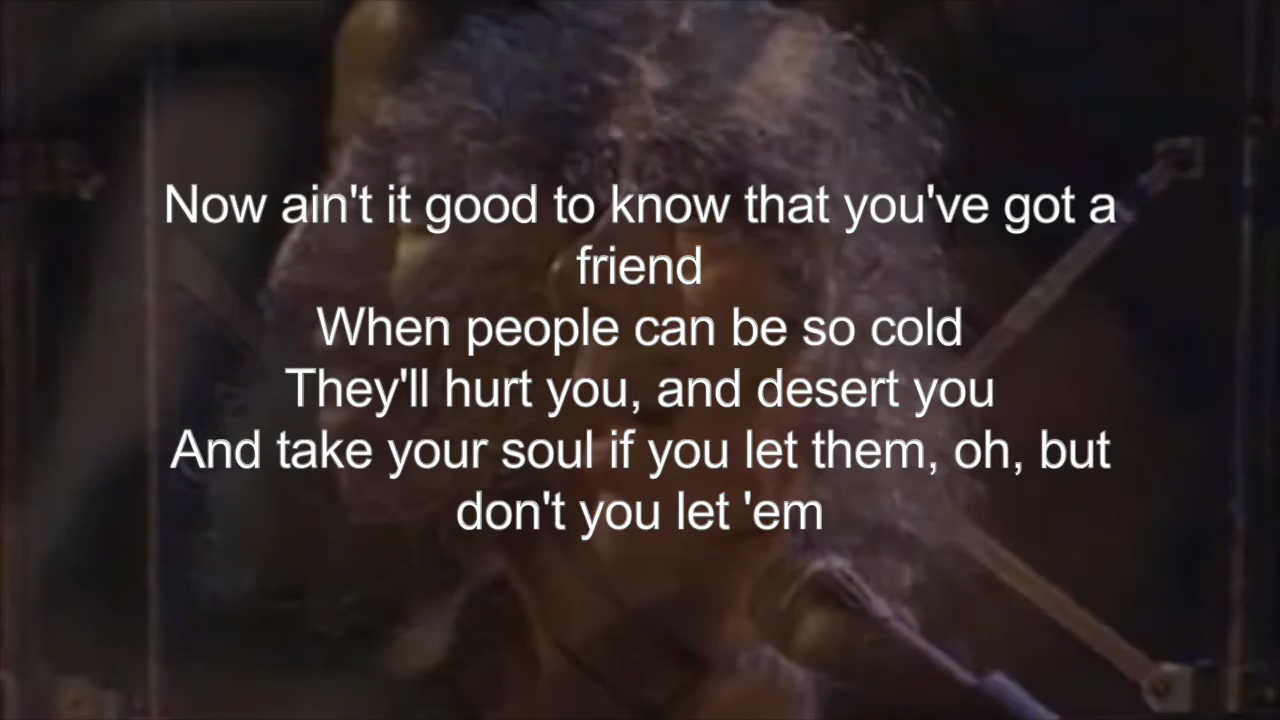 Now ain't it good to know that you've got a
friend
When people can be so cold
They'll hurt you, and desert you
And take your soul if you let them, oh, but
don't you let 'em